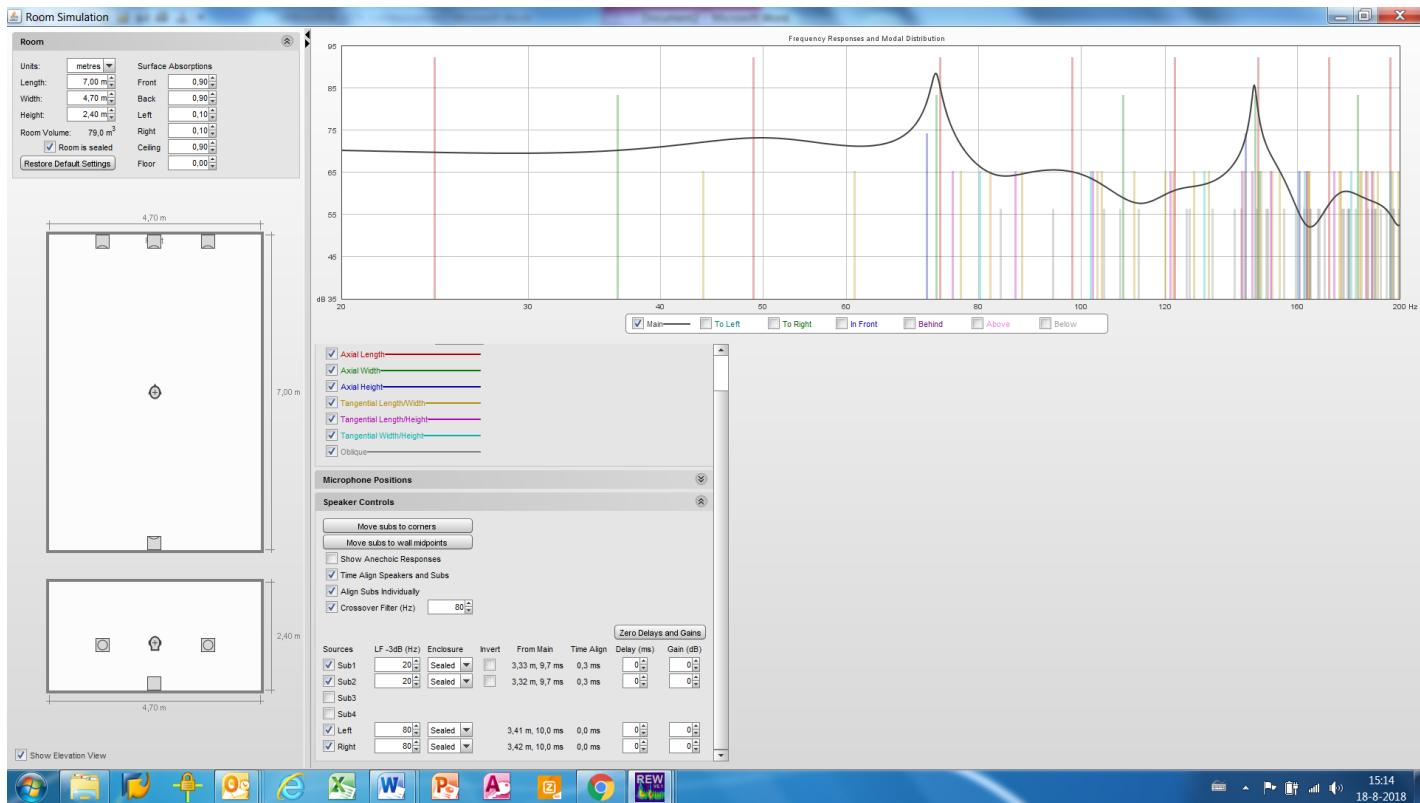 Room Simulation
Document2 - Microsoft Word
Room
Units: metres Surface Absorptions
Length: 7,00 m Front 0,90
Width: 4,70 m Back 0,90
Height: 2,40 m Left 0,10
Room Volume: 79,0 m3 Right 0,10
Room is sealed Ceiling 0,90
Restore Default Settings Floor 0,00
4,70 m
7,00 m
2,40 m
4,70 m
Show Elevation View
Frequency Responses and Modal Distribution
95
85
75
65
55
45
dB 35
20 30 40 50 60 80 100 120 160 200 Hz
Main To Left To Right In Front Behind Above Below
Axial Length
Axial Width
Axial Height
Tangential Length/Width
Tangential Length/Height
Tangential Width/Height
Oblique
Microphone Positions
Speaker Controls
Move subs to corners
Move subs to wall midpoints
Show Anechoic Responses
Time Align Speakers and Subs
Align Subs Individually
Crossover Filter (Hz) 80
Zero Delays and Gains
Sources LF -3dB (Hz) Enclosure Invert From Main Time Align Delay (ms) Gain (dB)
Sub1 20 Sealed 3,33 m, 9,7 ms 0,3 ms 0 0
Sub2 20 Sealed 3,32 m, 9,7 ms 0,3 ms 0 0
Sub3
Sub4
Left 80 Sealed 3,41 m, 10,0 ms 0,0 ms 0 0
Right 80 Sealed 3,42 m, 10,0 ms 0,0 ms 0 0
REW
15:14
18-8-2018